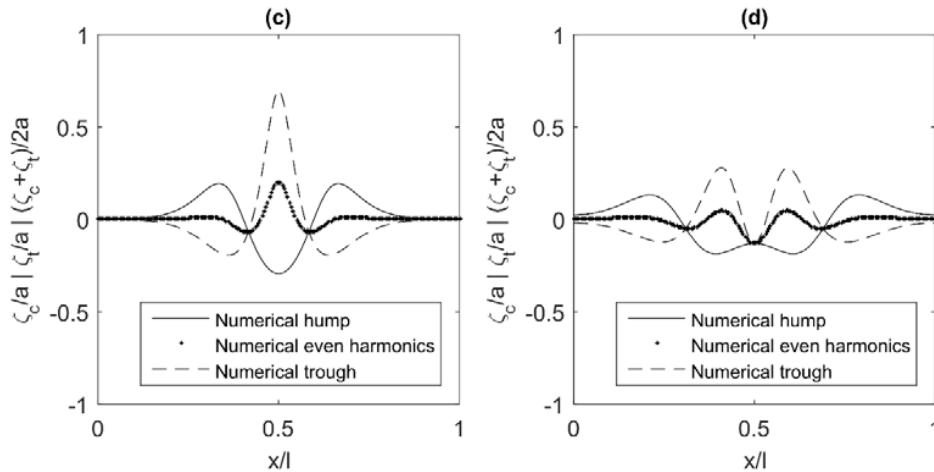 (c)
1
0.5
0
-0.5
-1
0
0.5
1
ζc/a | ζt/a | (ζc+ζt)/2a
x/l
Numerical hump
Numerical even harmonics
Numerical trough
(d)
1
0.5
0
-0.5
-1
0
0.5
1
ζc/a | ζt/a | (ζc+ζt)/2a
x/l
Numerical hump
Numerical even harmonics
Numerical trough